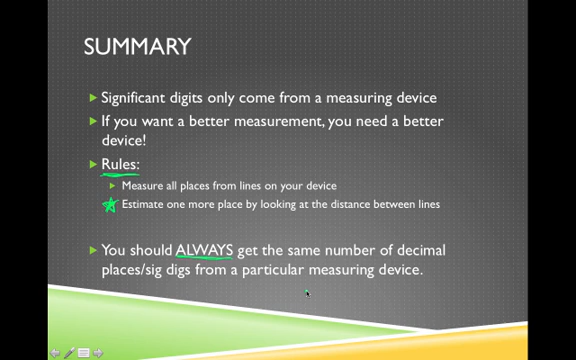 SUMMARY
Significant digits only come from a measuring device
If you want a better measurement, you need a better
device!
Rules:
Measure all places from lines on your device
Estimate one more place by looking at the distance between lines
You should ALWAYS get the same number of decimal
places/sig digs from a particular measuring device.